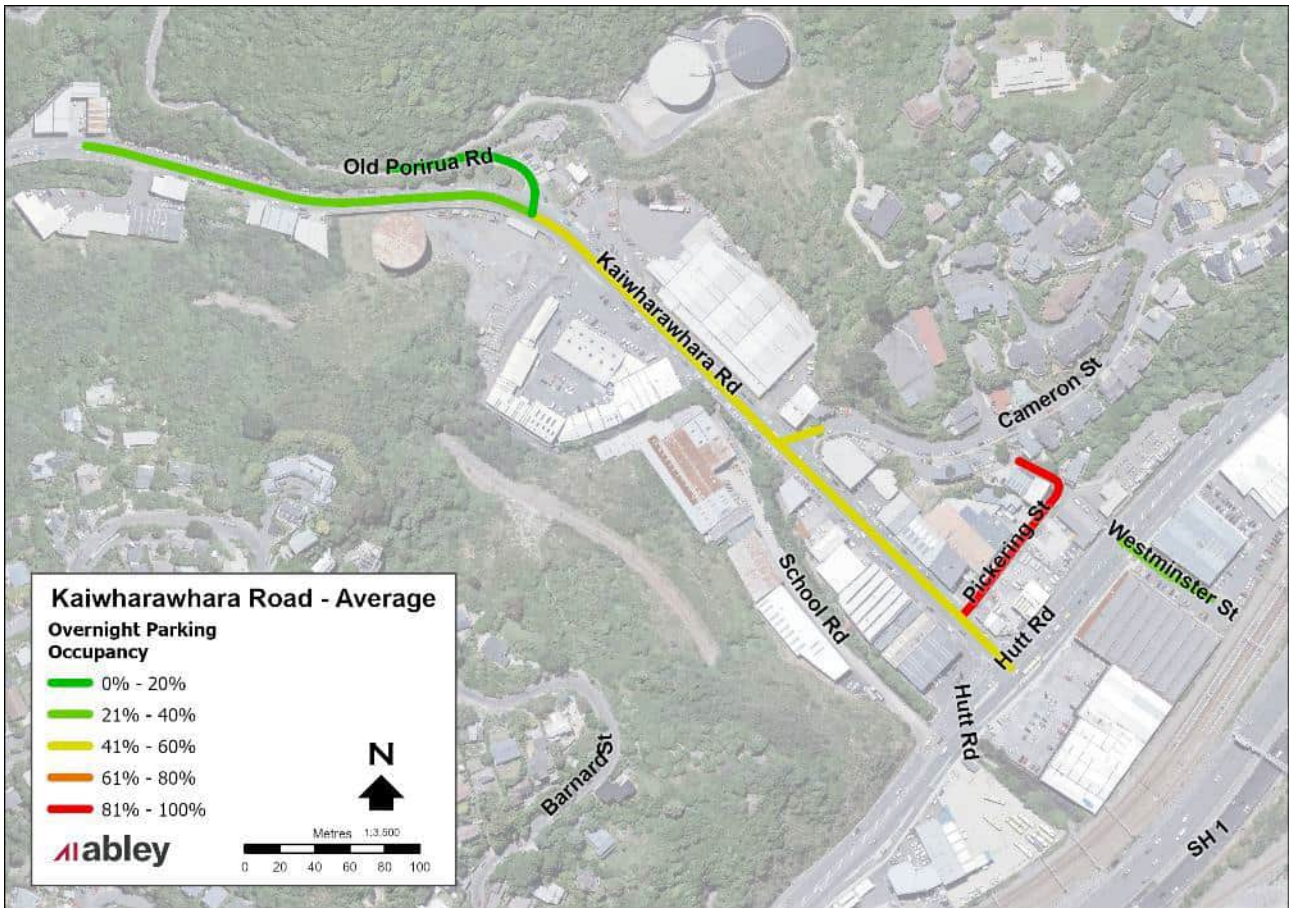 Old Porirua Rd
Kaiwharawhara Rd
Cameron St
Pickering St
Westminster St
School Rd
Hutt Rd
Hutt Rd
Barnard St
SH 1
Kaiwharawhara Road - Average
Overnight Parking
Occupancy
0% - 20%
21% - 40%
41% - 60%
61% - 80%
81% - 100%
N
abley
Metres 1:3,500
0 20 40 60 80 100